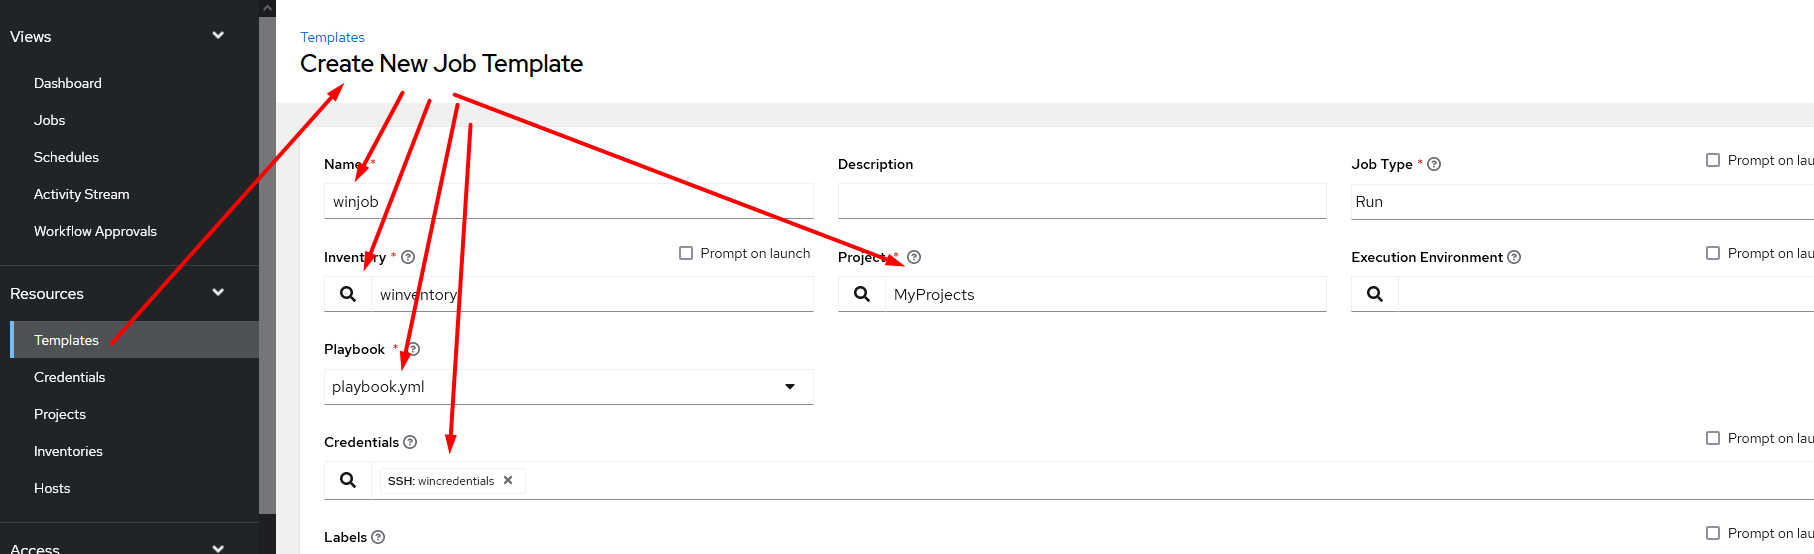 Views
Dashboard
Jobs
Schedules
Activity Stream
Workflow Approvals
Resources
Templates
Credentials
Projects
Inventories
Hosts
Access
Templates
Create New Job Template
Name *
winjob
Description
Job Type *
Prompt on lau
Run
Inventory *
Prompt on launch
winventory
Project *
MyProjects
Execution Environment
Prompt on lau
Playbook *
playbook.yml
Credentials
Prompt on lau
SSH: wincredentials
Labels
Prompt on lau